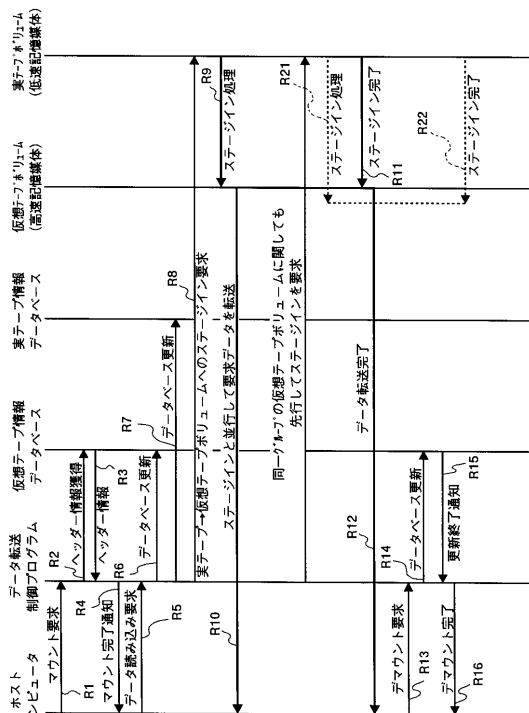 ホスト
ンピュータ
データ転送
制御プログラム
仮想テープ情報
データベース
実テープ情報
データベース
仮想テープボリューム
(高速記憶媒体)
実テープボリューム
(低速記憶媒体)
マウント要求
R1
R2
ヘッダー情報獲得
ヘッダー情報
R3
R4
マウント完了通知
データ読み込み要求
R5
R6
データベース更新
R7
データベース更新
R8
実テープ→仮想テープボリュームへのステージイン要求
R9
ステージイン処理
ステージインと並行して要求データを転送
R10
同一グループの仮想テープボリュームに関しても
先行してステージインを要求
R21
ステージイン処理
ステージイン完了
R11
データ転送完了
R12
R22
ステージイン完了
デマウント要求
R13
R14
データベース更新
更新終了通知
R15
デマウント完了
R16